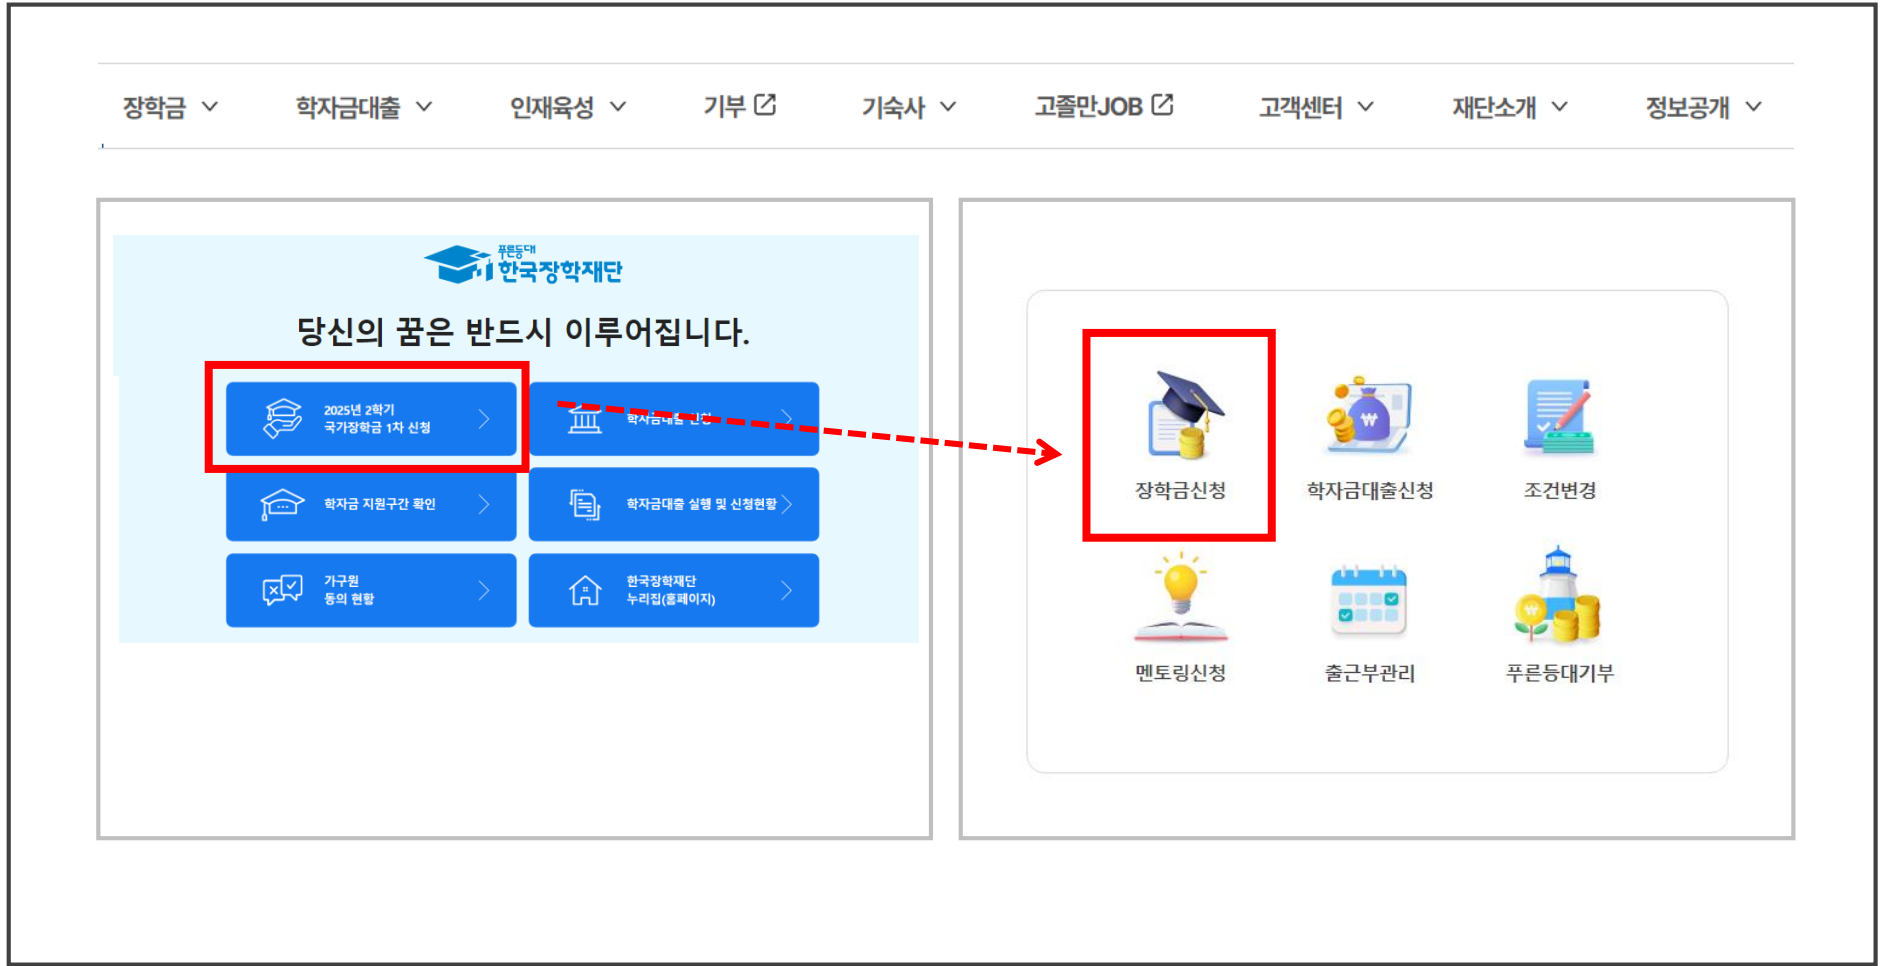 장학금
학자금대출
인재육성
기부
기숙사
고졸만JOB
고객센터
재단소개
정보공개
푸른등대
한국장학재단
당신의 꿈은 반드시 이루어집니다.
2025년 2학기
국가장학금 1차 신청
학자금대출 신청
학자금 지원구간 확인
학자금대출 실행 및 신청현황
가구원
동의 현황
한국장학재단
누리집(홈페이지)
장학금신청
학자금대출신청
조건변경
멘토링신청
출근부관리
푸른등대기부